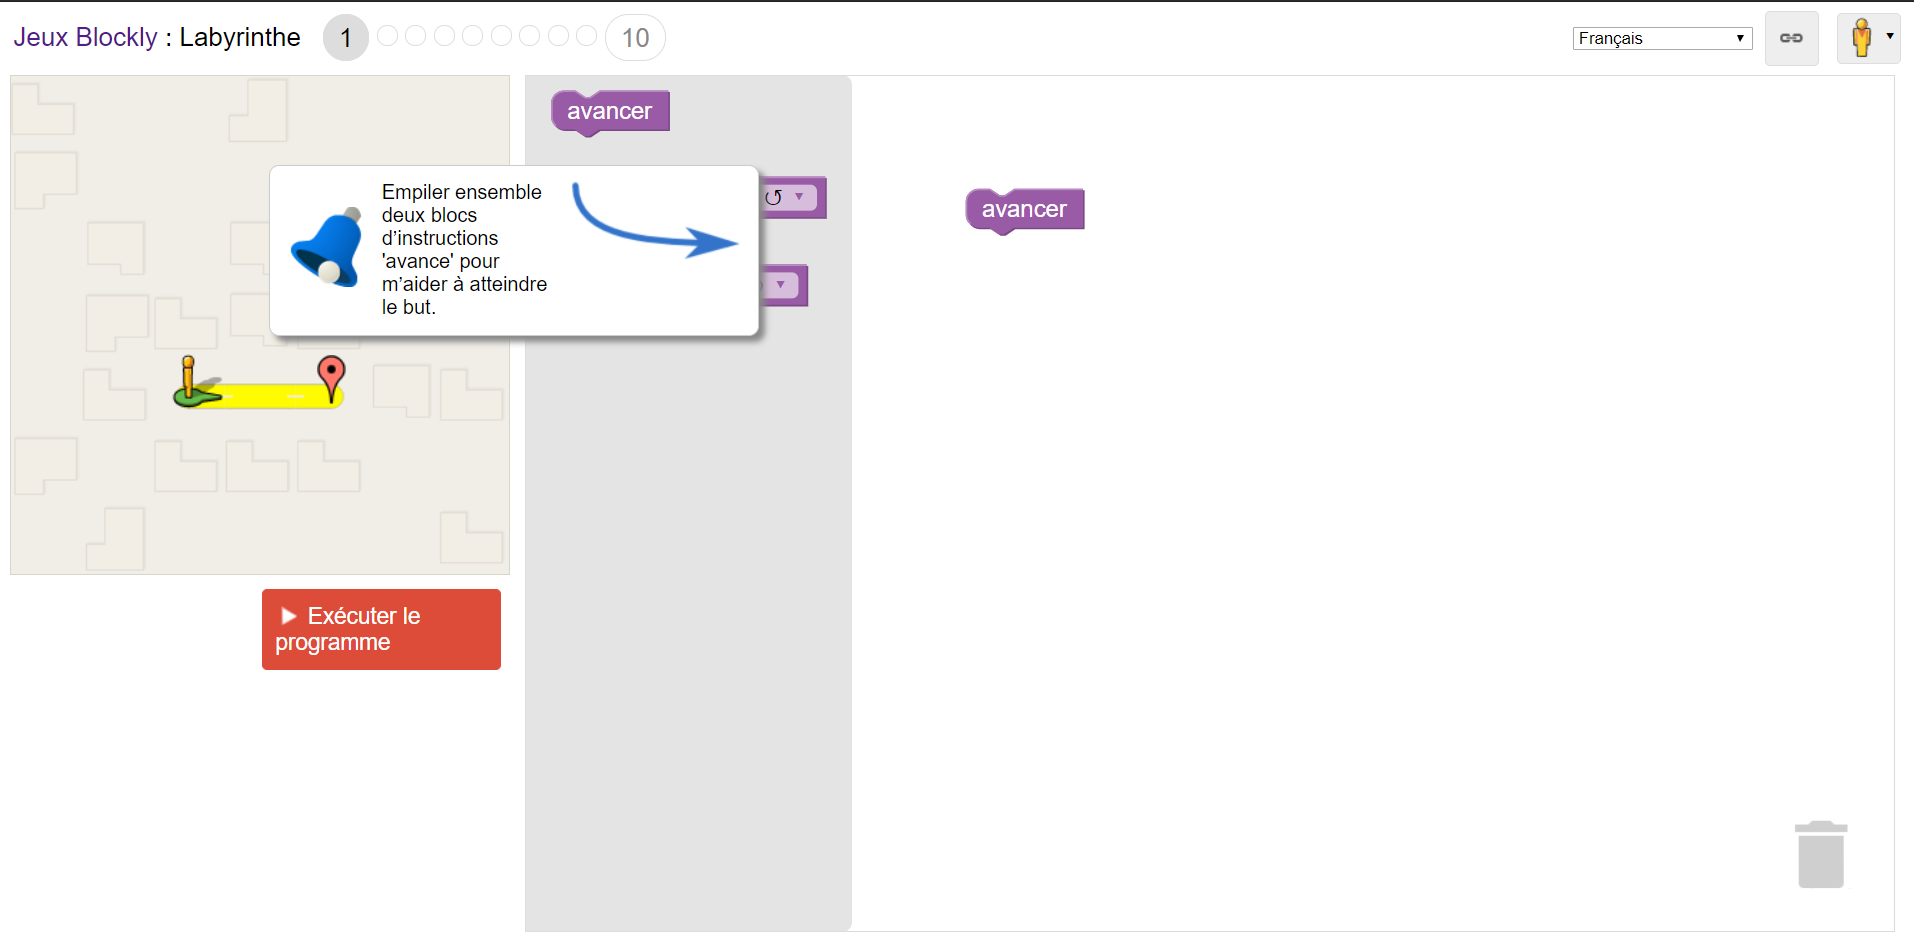 Jeux Blockly : Labyrinthe 1 10
Français
avancer
Empiler ensemble
deux blocs
d’instructions
'avance' pour
m’aider à atteindre
le but.
avancer
Exécuter le
programme